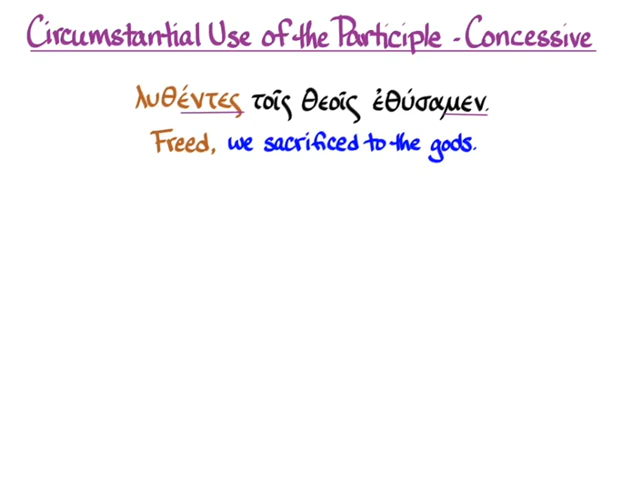 Circumstantial Use of the Participle - Concessive
λυθέντες τοῖς θεοῖς ἐθύσαμεν.
Freed, we sacrificed to the gods.